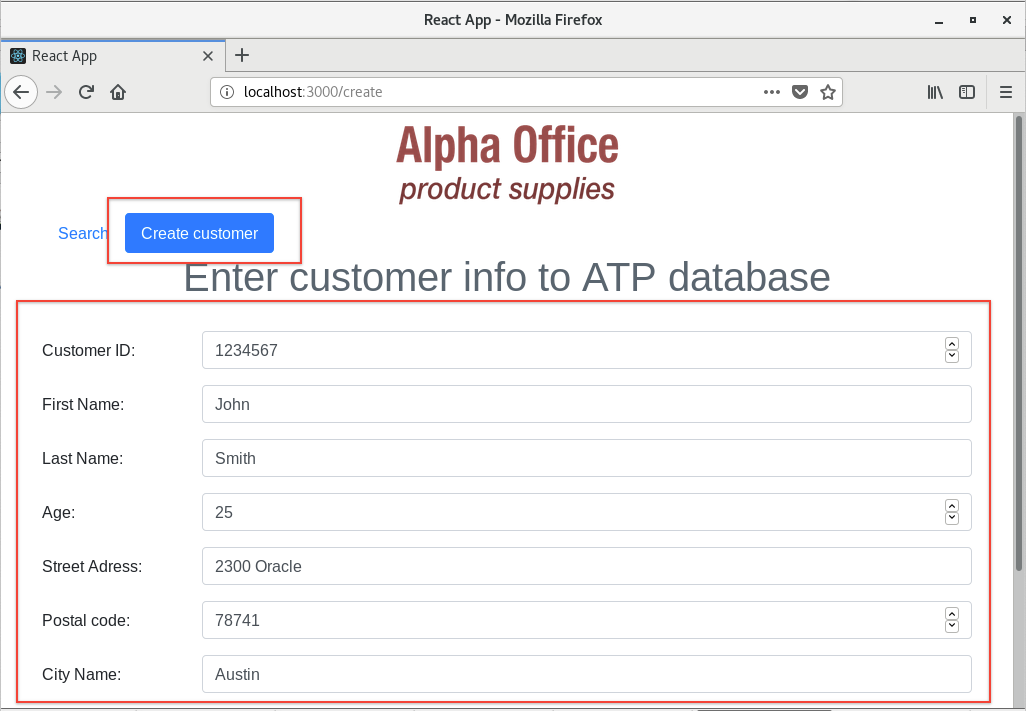 React App - Mozilla Firefox
React App
localhost:3000/create
Alpha Office
product supplies
Search Create customer
Enter customer info to ATP database
Customer ID: 1234567
First Name: John
Last Name: Smith
Age: 25
Street Adress: 2300 Oracle
Postal code: 78741
City Name: Austin